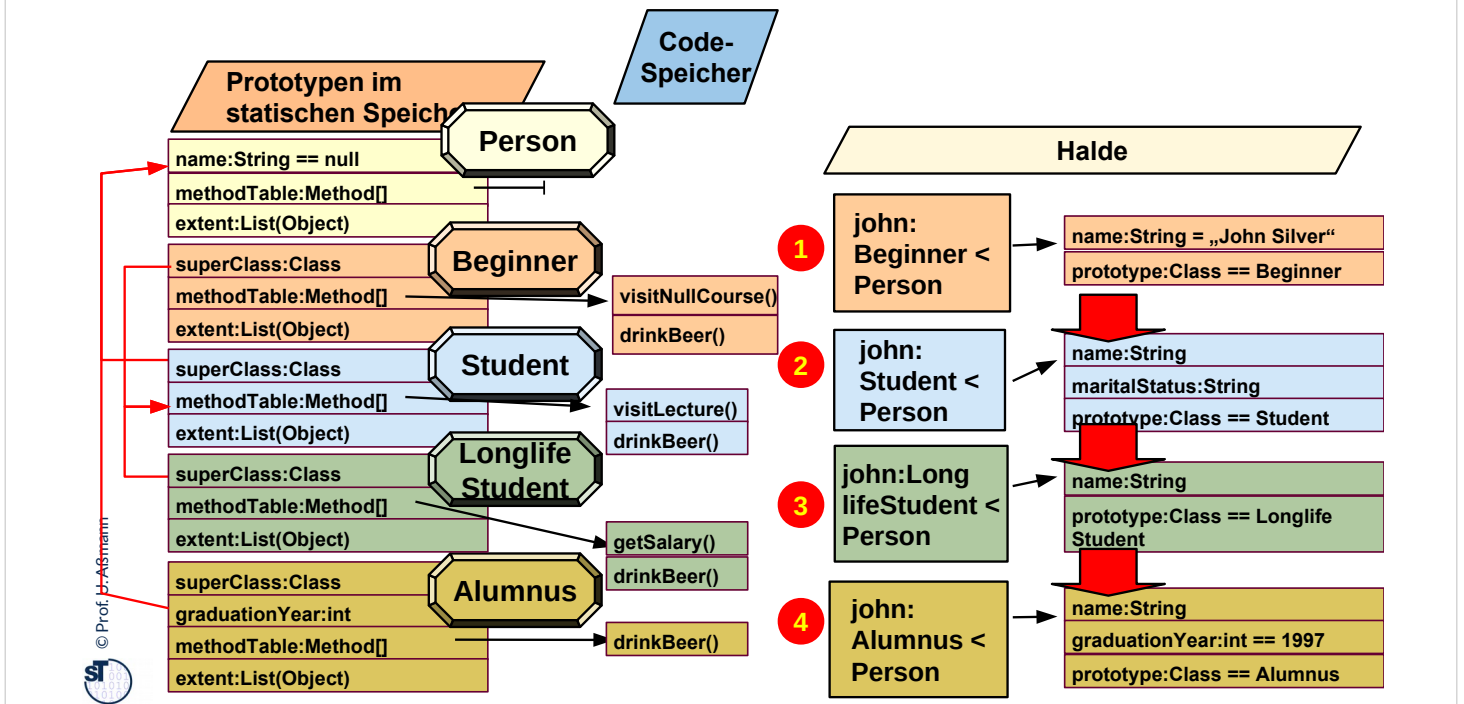 Code-
Speicher
Prototypen im
statischen Speiche
Person
name:String == null
methodTable:Method[]
extent:List(Object)
Beginner
superClass:Class
methodTable:Method[]
extent:List(Object)
visitNullCourse()
drinkBeer()
Student
superClass:Class
methodTable:Method[]
extent:List(Object)
visitLecture()
drinkBeer()
Longlife
Student
superClass:Class
methodTable:Method[]
extent:List(Object)
getSalary()
drinkBeer()
Alumnus
superClass:Class
graduationYear:int
methodTable:Method[]
extent:List(Object)
drinkBeer()
Halde
1
john:
Beginner <
Person
name:String = „John Silver“
prototype:Class == Beginner
2
john:
Student <
Person
name:String
maritalStatus:String
prototype:Class == Student
3
john:Long
lifeStudent <
Person
name:String
prototype:Class == Longlife
Student
4
john:
Alumnus <
Person
name:String
graduationYear:int == 1997
prototype:Class == Alumnus
© Prof. U. Aßmann
ST